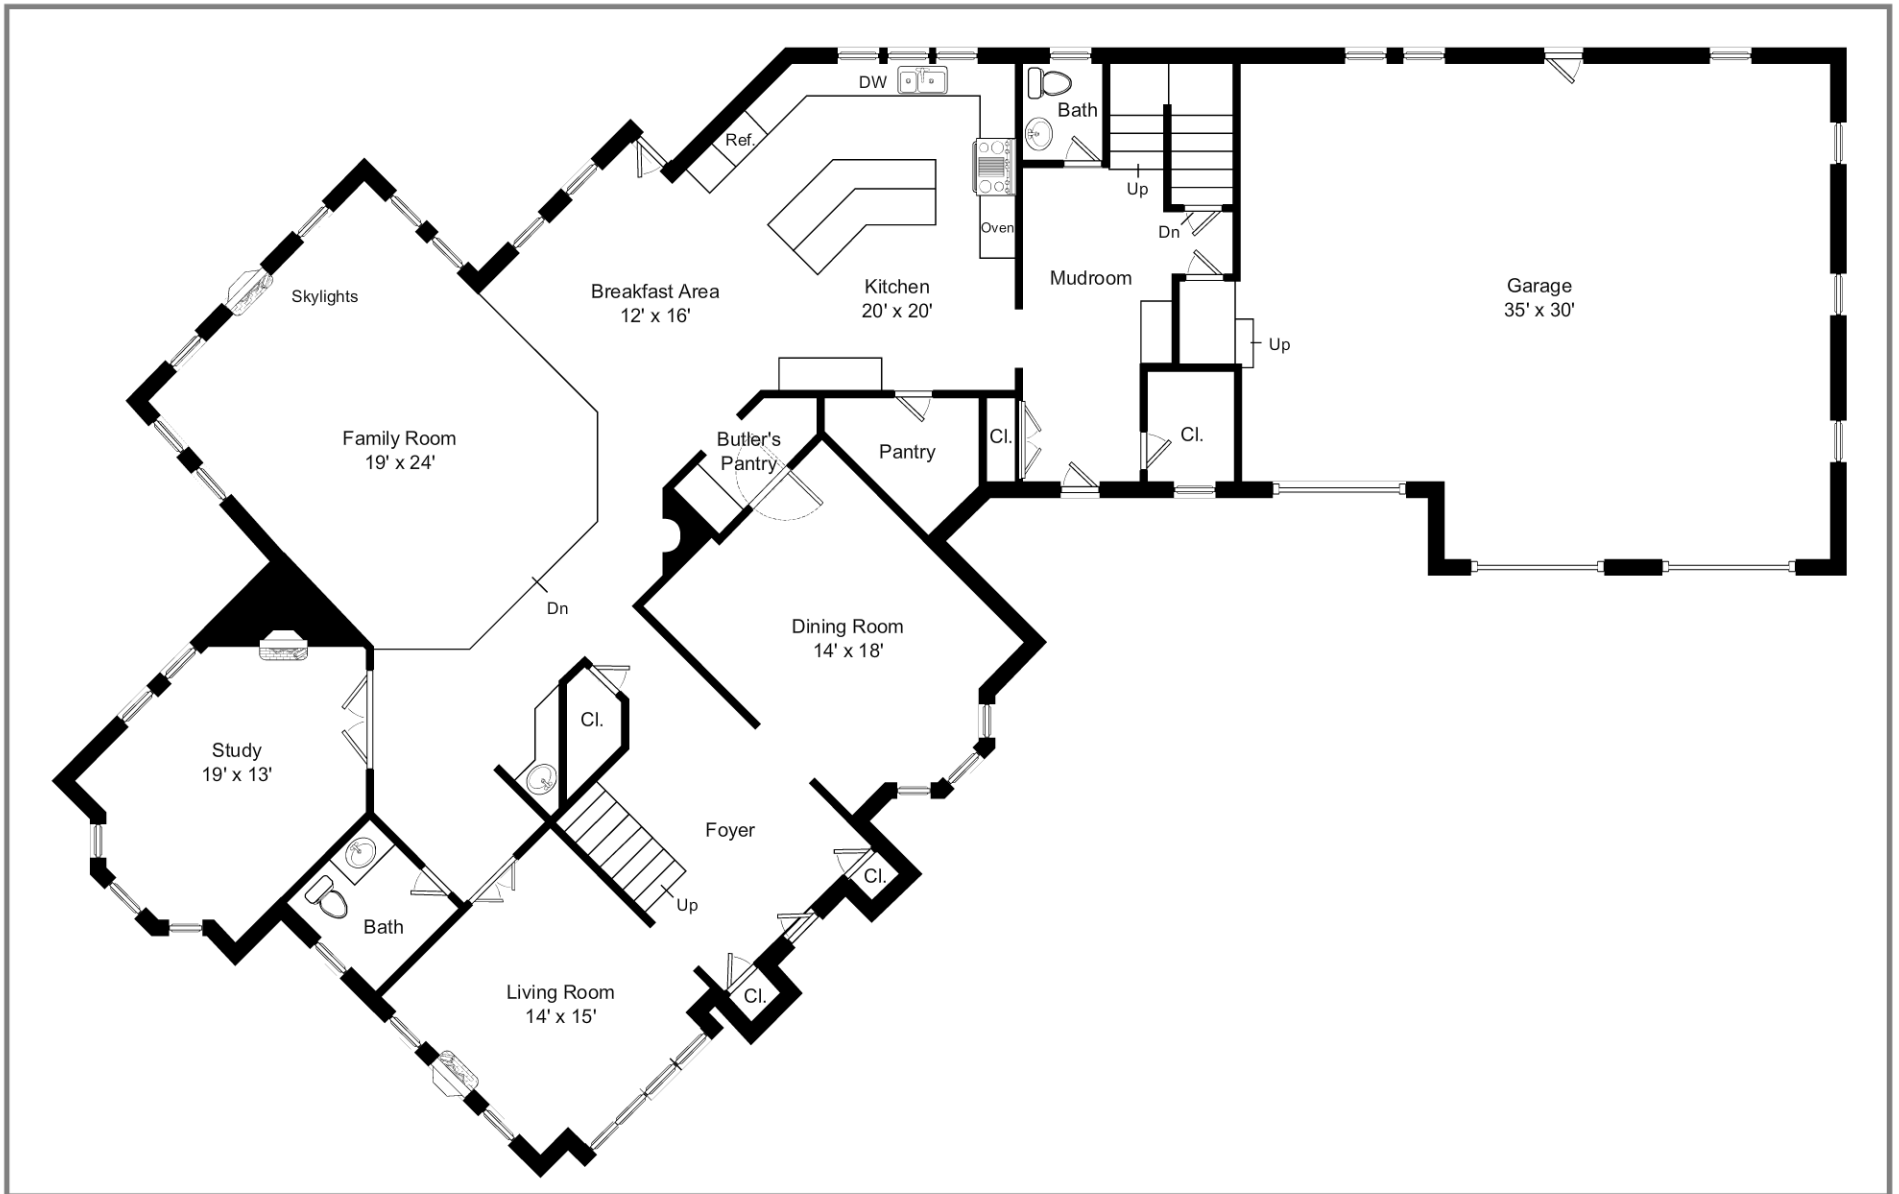 DW
Bath
Ref.
Up
Oven
Dn
Mudroom
Skylights
Breakfast Area
12' x 16'
Kitchen
20' x 20'
Garage
35' x 30'
Up
Family Room
19' x 24'
Butler's
Pantry
Pantry
Cl.
Cl.
Dn
Dining Room
14' x 18'
Cl.
Study
19' x 13'
Foyer
Cl.
Up
Bath
Living Room
14' x 15'
Cl.